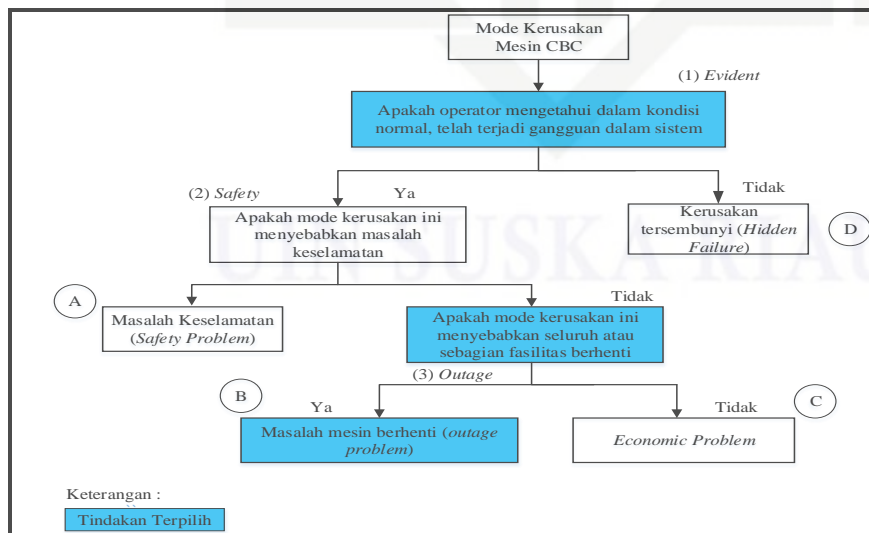 Mode Kerusakan
Mesin CBC
(1) Evident
Apakah operator mengetahui dalam kondisi
normal, telah terjadi gangguan dalam sistem
(2) Safety
Ya
Tidak
Apakah mode kerusakan ini
menyebabkan masalah
keselamatan
Kerusakan
tersembunyi (Hidden
Failure)
D
UIN SUSKA RIAU
A
Masalah Keselamatan
(Safety Problem)
Tidak
Apakah mode kerusakan ini
menyebabkan seluruh atau
sebagian fasilitas berhenti
(3) Outage
B
Ya
Masalah mesin berhenti (outage
problem)
Tidak
C
Economic Problem
Keterangan :
Tindakan Terpilih